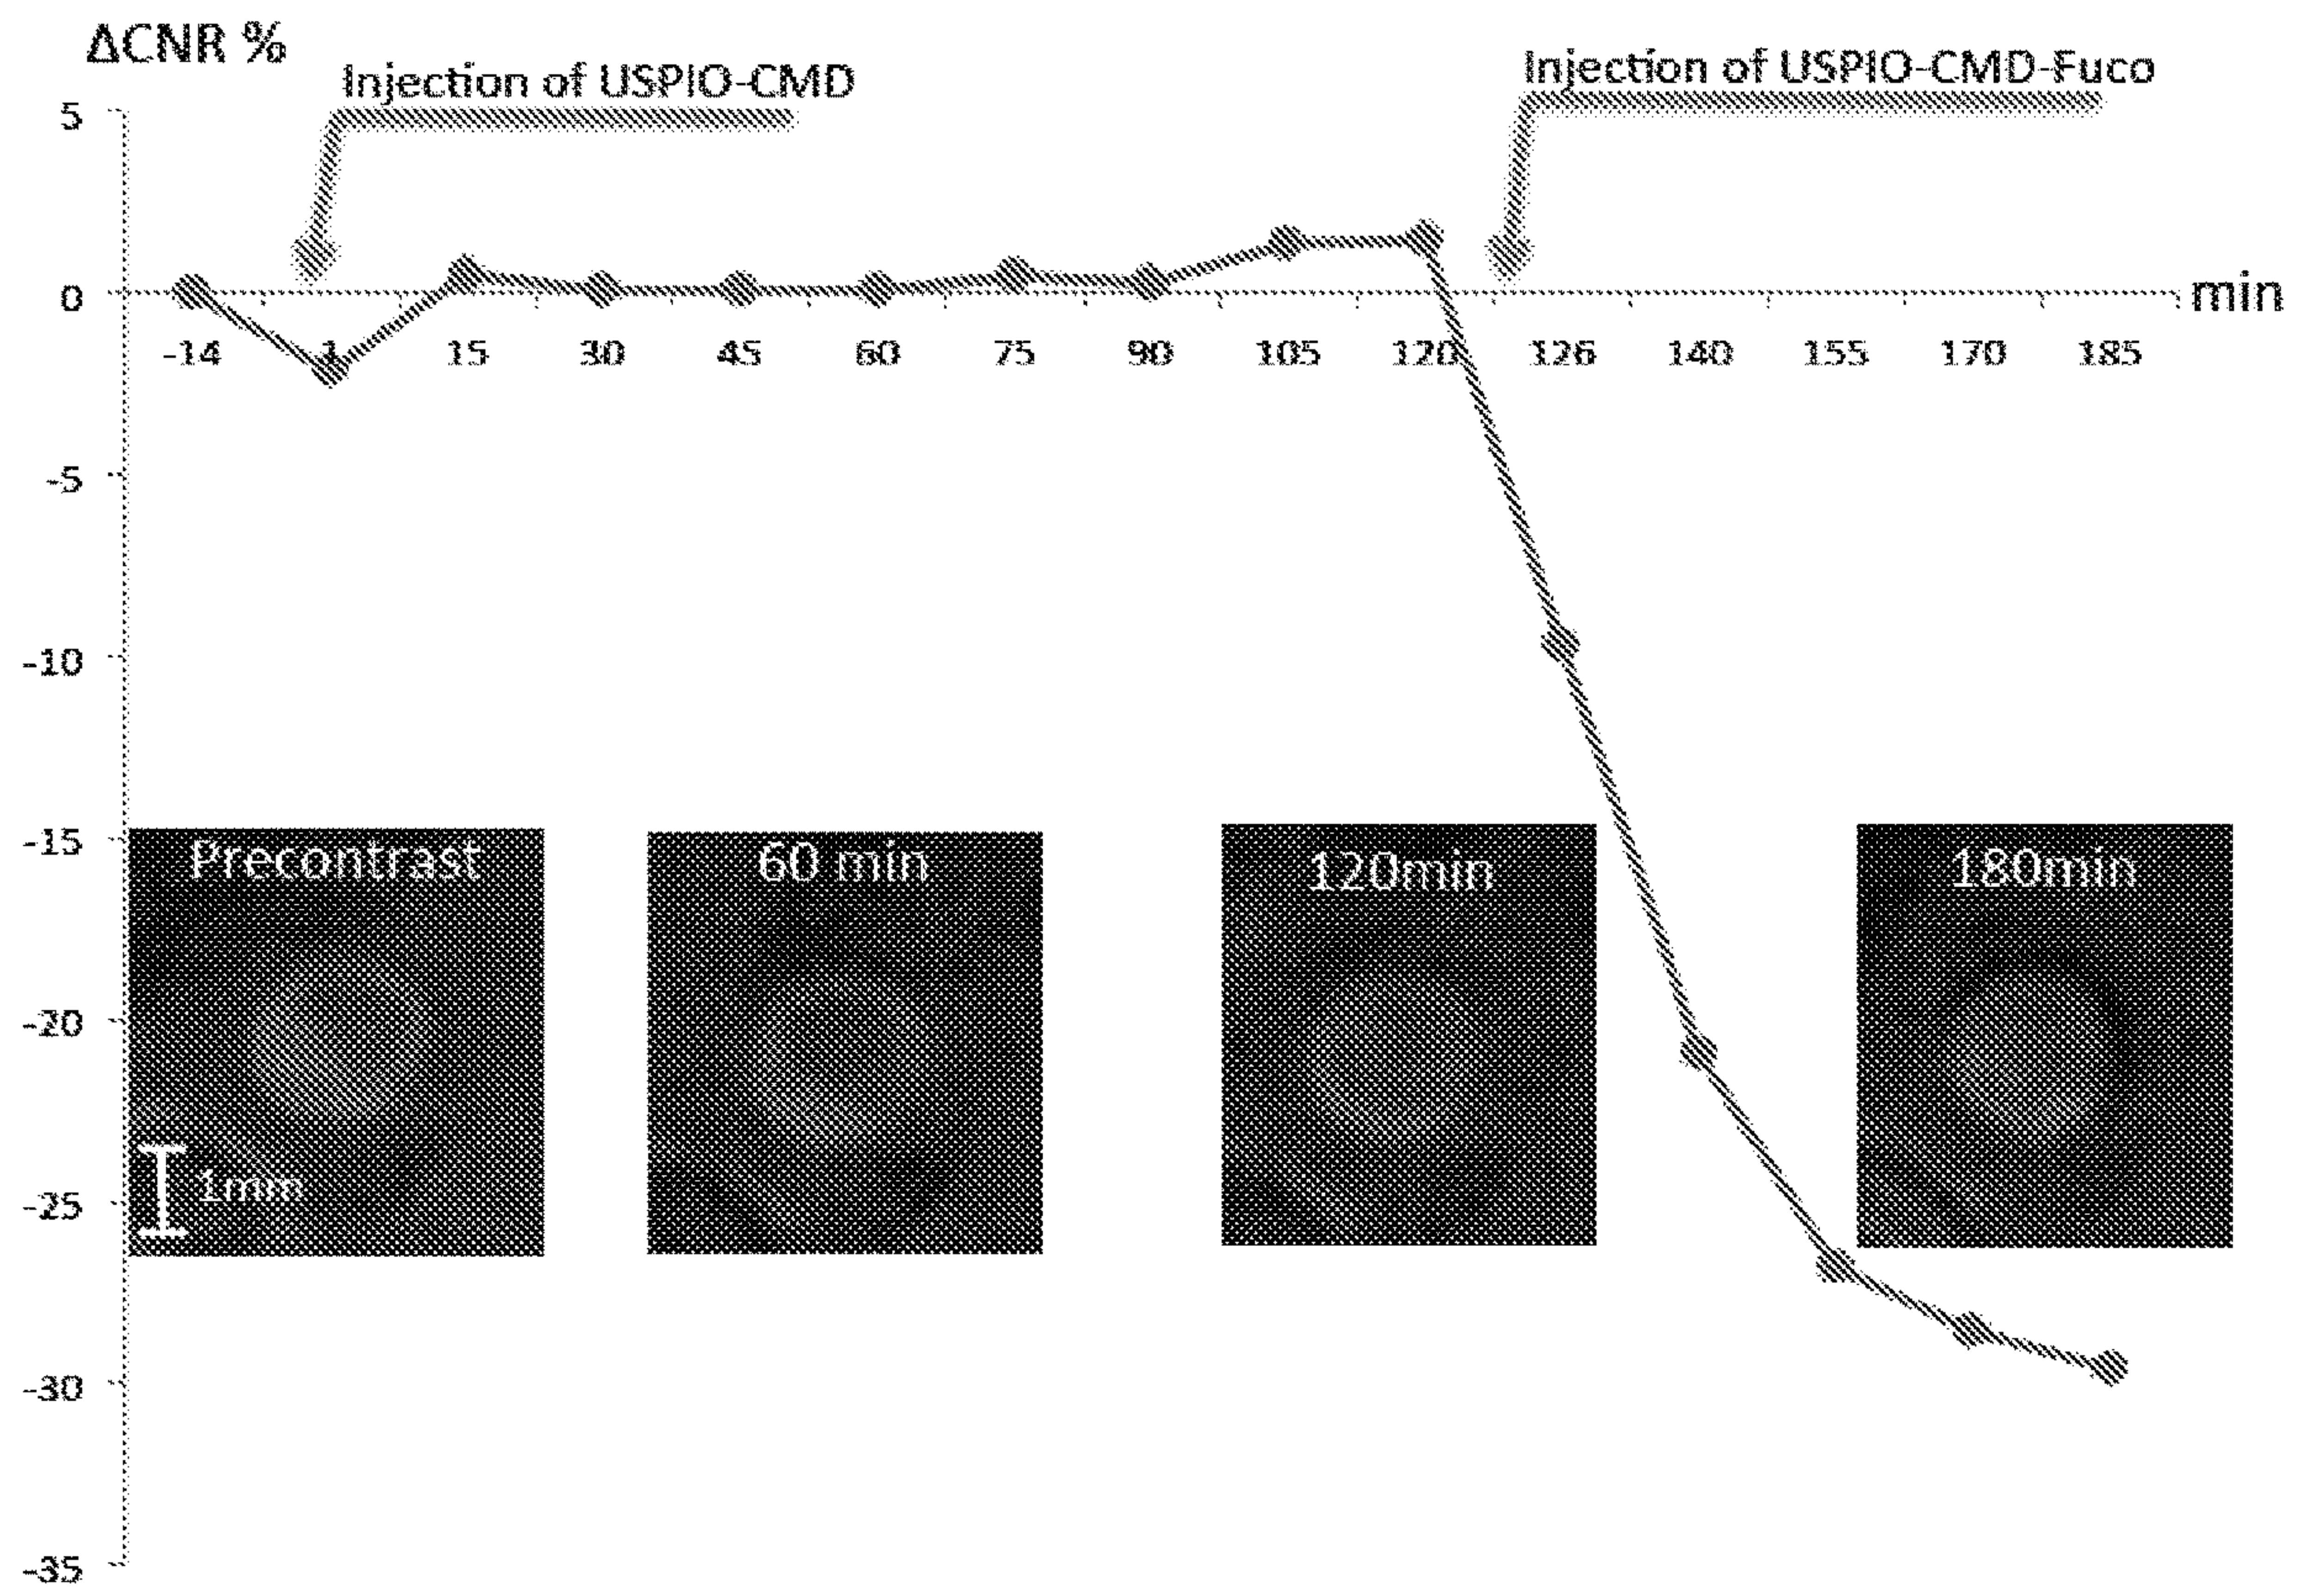 ΔCNR %
Injection of USPIO-CMD
Injection of USPIO-CMD-Fuco
5
0
min
-14 1 15 30 45 60 75 90 105 120 126 140 155 170 185
-5
-10
-15
Precontrast
60 min
120min
180min
-20
1mm
-25
-30
-35